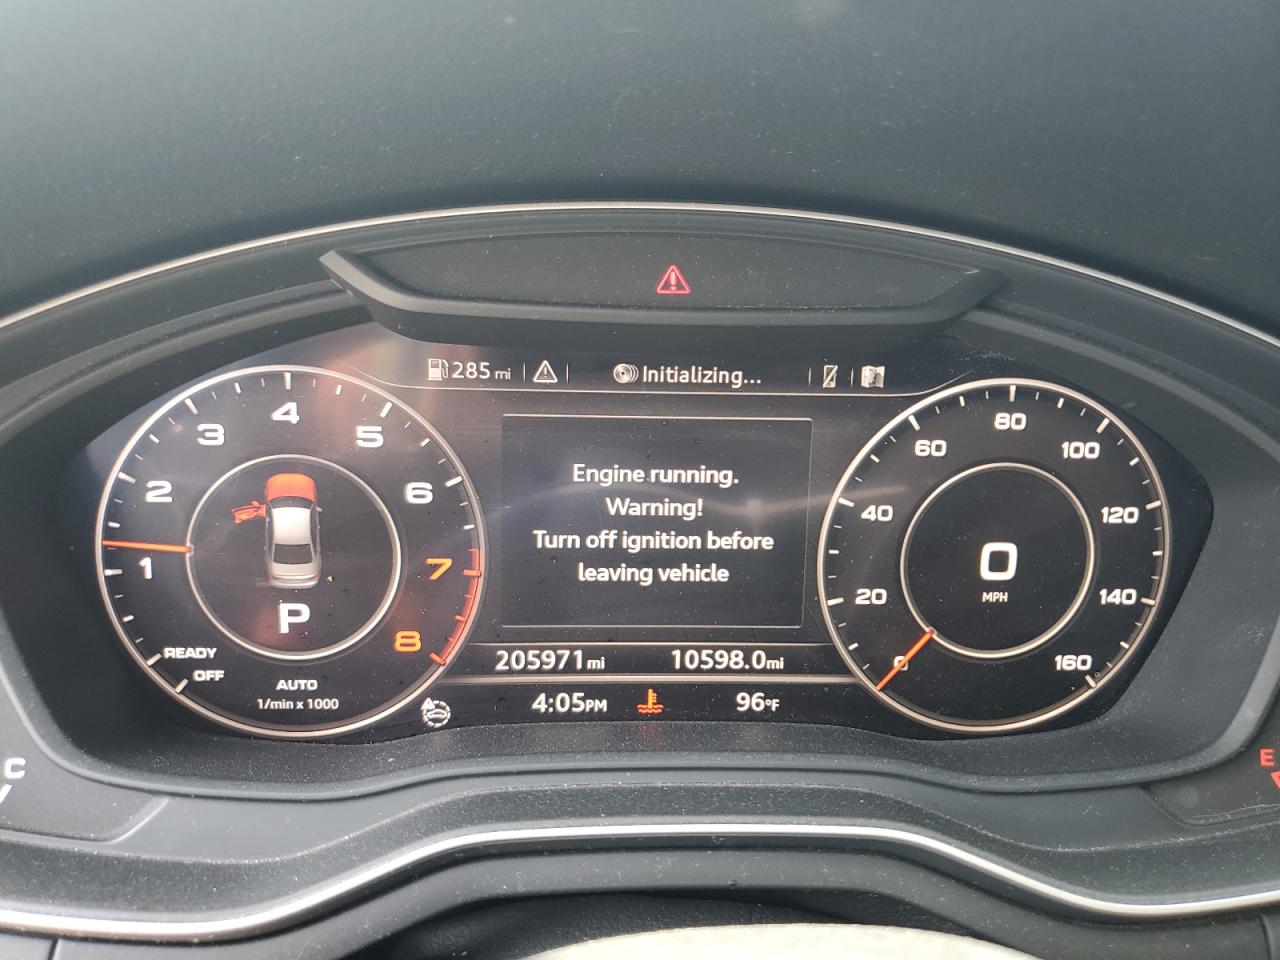 285 mi
Initializing...
4
3
5
2
6
1
7
8
P
READY
OFF
AUTO
1/min x 1000
Engine running.
Warning!
Turn off ignition before
leaving vehicle
205971 mi
10598.0 mi
4:05 PM
96°F
80
60
100
40
120
20
140
0
160
0
MPH
C
E